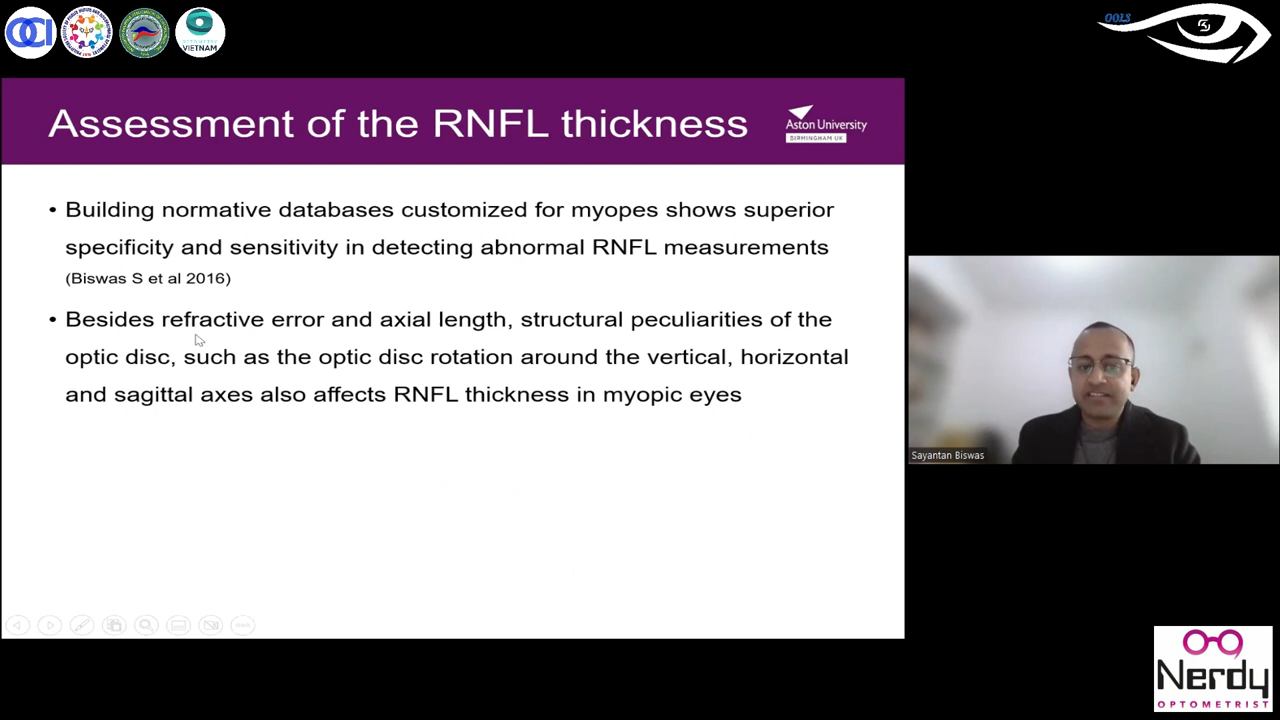 OCI
VIETNAM
OOLS
Assessment of the RNFL thickness
Aston University
BIRMINGHAM UK
• Building normative databases customized for myopes shows superior
specificity and sensitivity in detecting abnormal RNFL measurements
(Biswas S et al 2016)
• Besides refractive error and axial length, structural peculiarities of the
optic disc, such as the optic disc rotation around the vertical, horizontal
and sagittal axes also affects RNFL thickness in myopic eyes
Sayantan Biswas
Nerdy
OPTOMETRIST